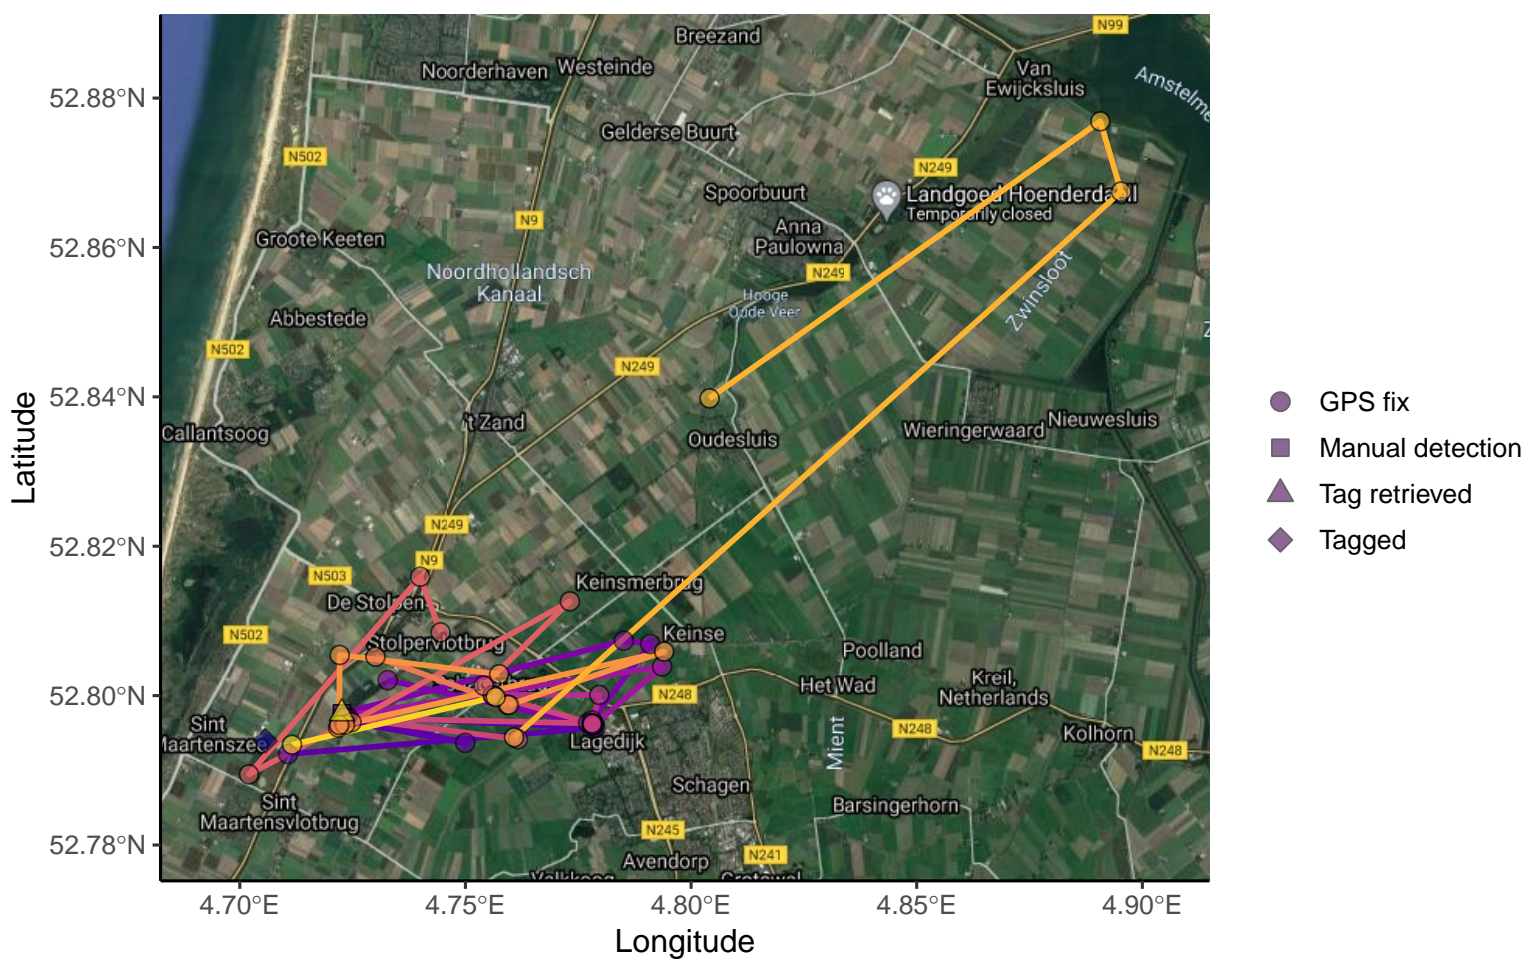 Breezand
N99
Noorderhaven
Westeinde
Van
Ewijcksluis
52.88°N
Gelderse Buurt
N502
N249
Spoorbuurt
Landgoed Hoenderdaell
Temporarily closed
N9
Anna
Paulowna
52.86°N
Groote Keeten
Noordhollandsch
Kanaal
N249
Hooge
Oude Veer
Zwinsloot
Abbestede
N502
N249
52.84°N
't Zand
Callantsoog
Oudesluis
Wieringerwaard
Nieuwesluis
Latitude
N249
52.82°N
N9
N503
Keinsmerbrug
De Stolpen
N502
Stolpervlotbrug
Keinse
Poolland
52.80°N
N248
Het Wad
Kreil,
Netherlands
Sint
Maartenszee
Lagedijk
Mient
N248
Kolhorn
N248
Schagen
Sint
Maartensvlotbrug
Barsingerhorn
N245
52.78°N
Avendorp
N241
4.70°E
4.75°E
4.80°E
4.85°E
4.90°E
Longitude
GPS fix
Manual detection
Tag retrieved
Tagged